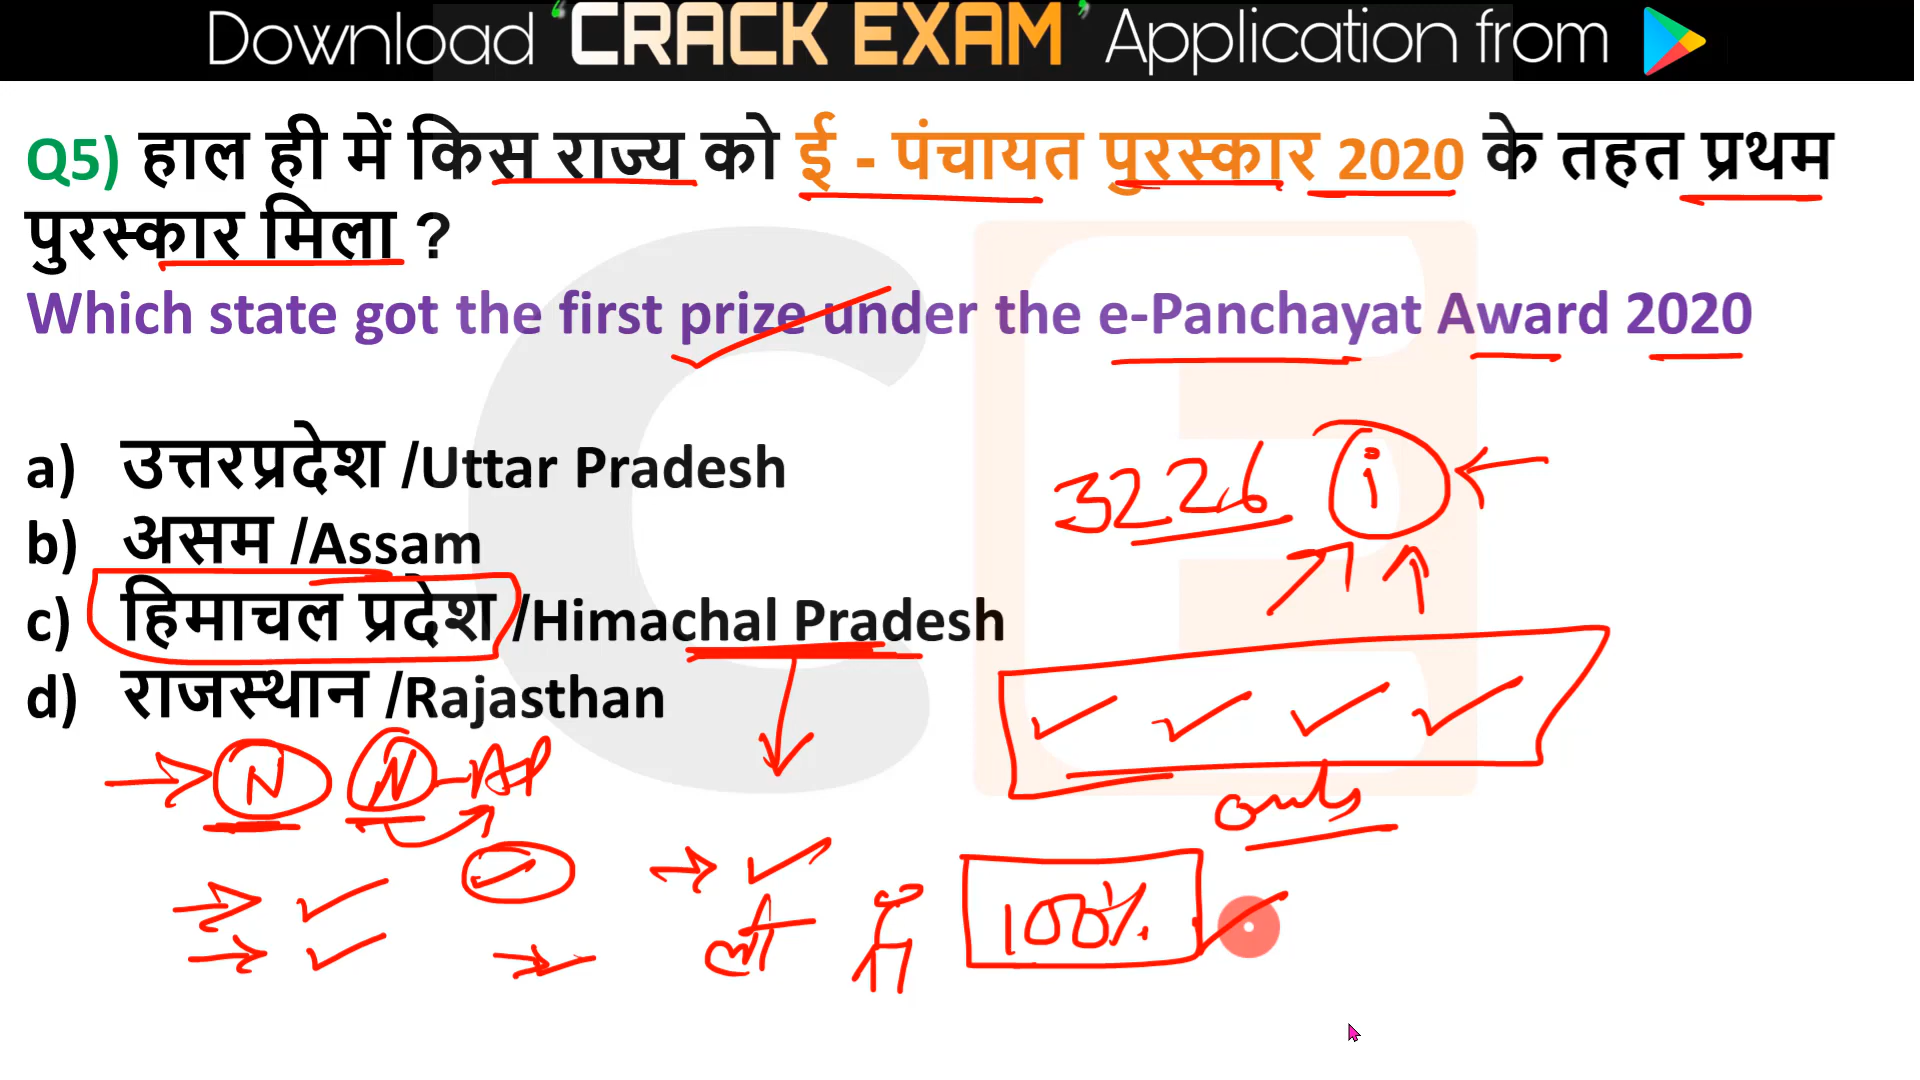 Download ‘CRACK EXAM’ Application from
Q5) हाल ही में किस राज्य को ई - पंचायत पुरस्कार 2020 के तहत प्रथम
पुरस्कार मिला ?
Which state got the first prize under the e-Panchayat Award 2020
a) उत्तरप्रदेश /Uttar Pradesh
b) असम /Assam
c) हिमाचल प्रदेश /Himachal Pradesh
d) राजस्थान /Rajasthan
3226 i
N N - AP
only
100%